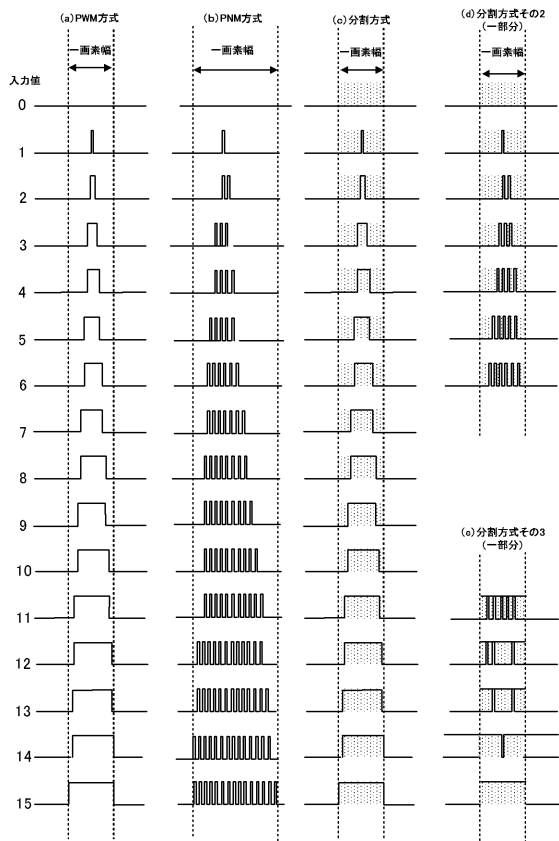 (a)PWM方式
(b)PNM方式
(c)分割方式
(d)分割方式その2
(一部分)
一画素幅
一画素幅
一画素幅
一画素幅
入力値
0
1
2
3
4
5
6
7
8
9
(e)分割方式その3
(一部分)
10
11
12
13
14
15